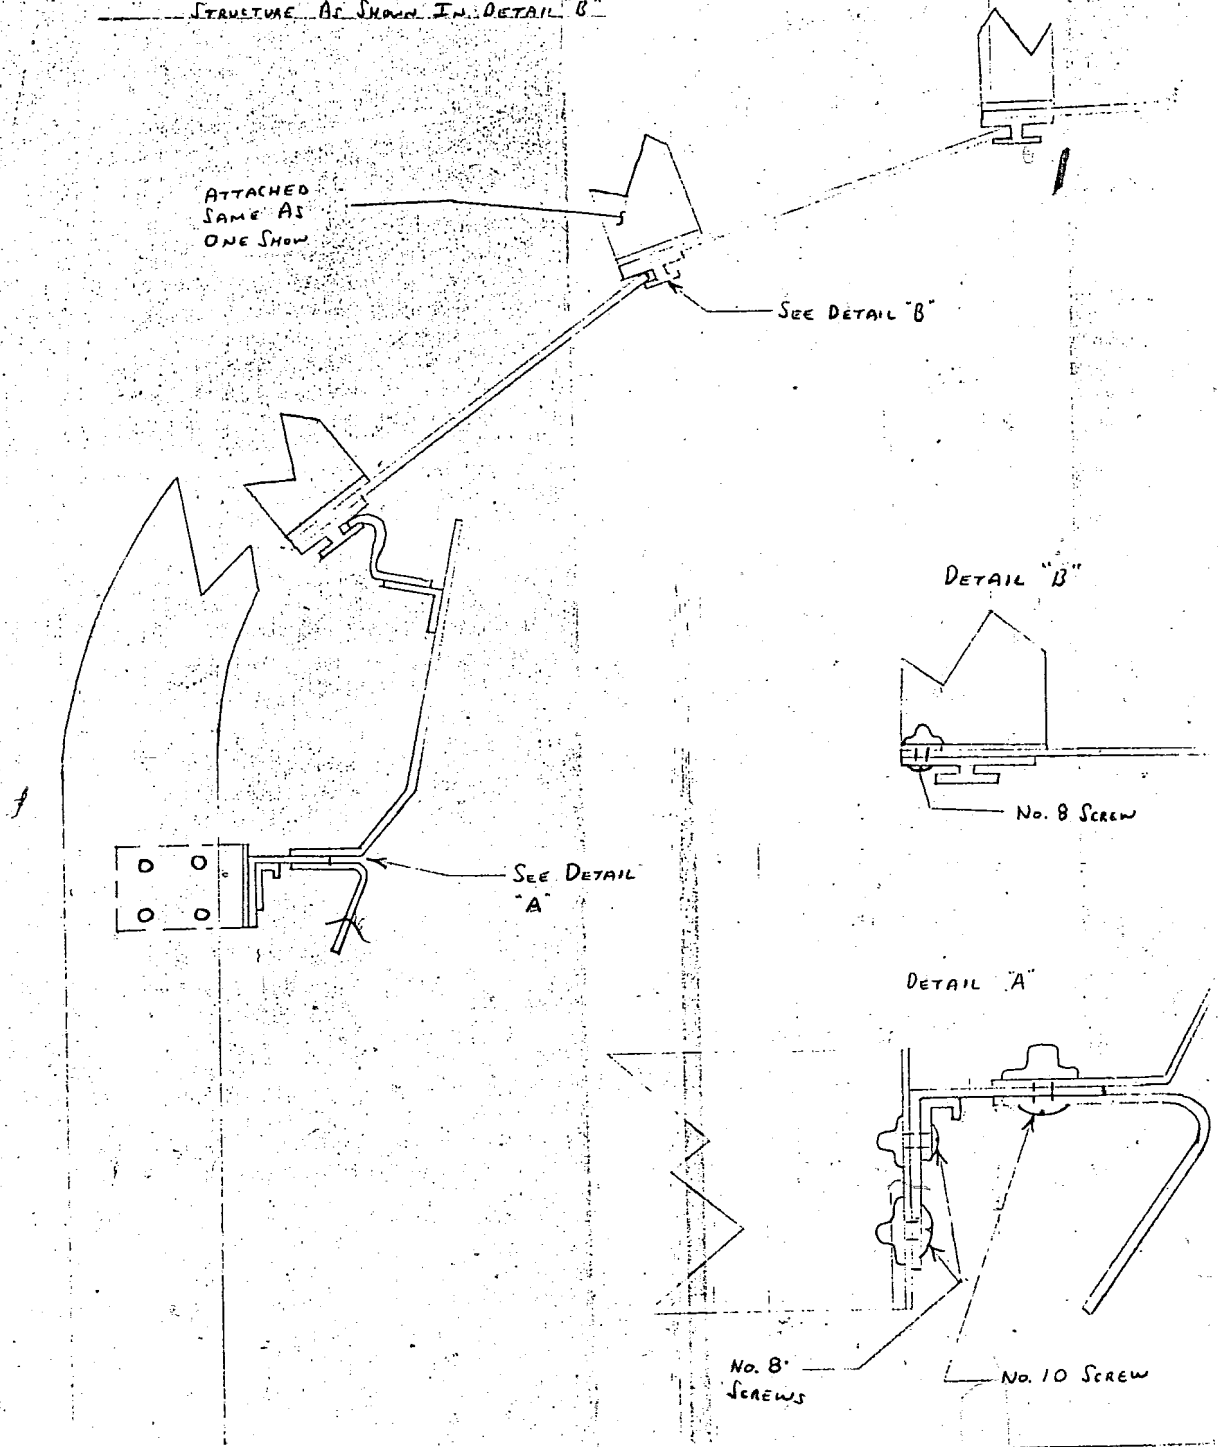 STRUCTURE AS SHOWN IN DETAIL "B"
ATTACHED
SAME AS
ONE SHOW
SEE DETAIL "B"
DETAIL "B"
No. 8 SCREW
SEE DETAIL
"A"
DETAIL "A"
No. 8
SCREWS
No. 10 SCREW